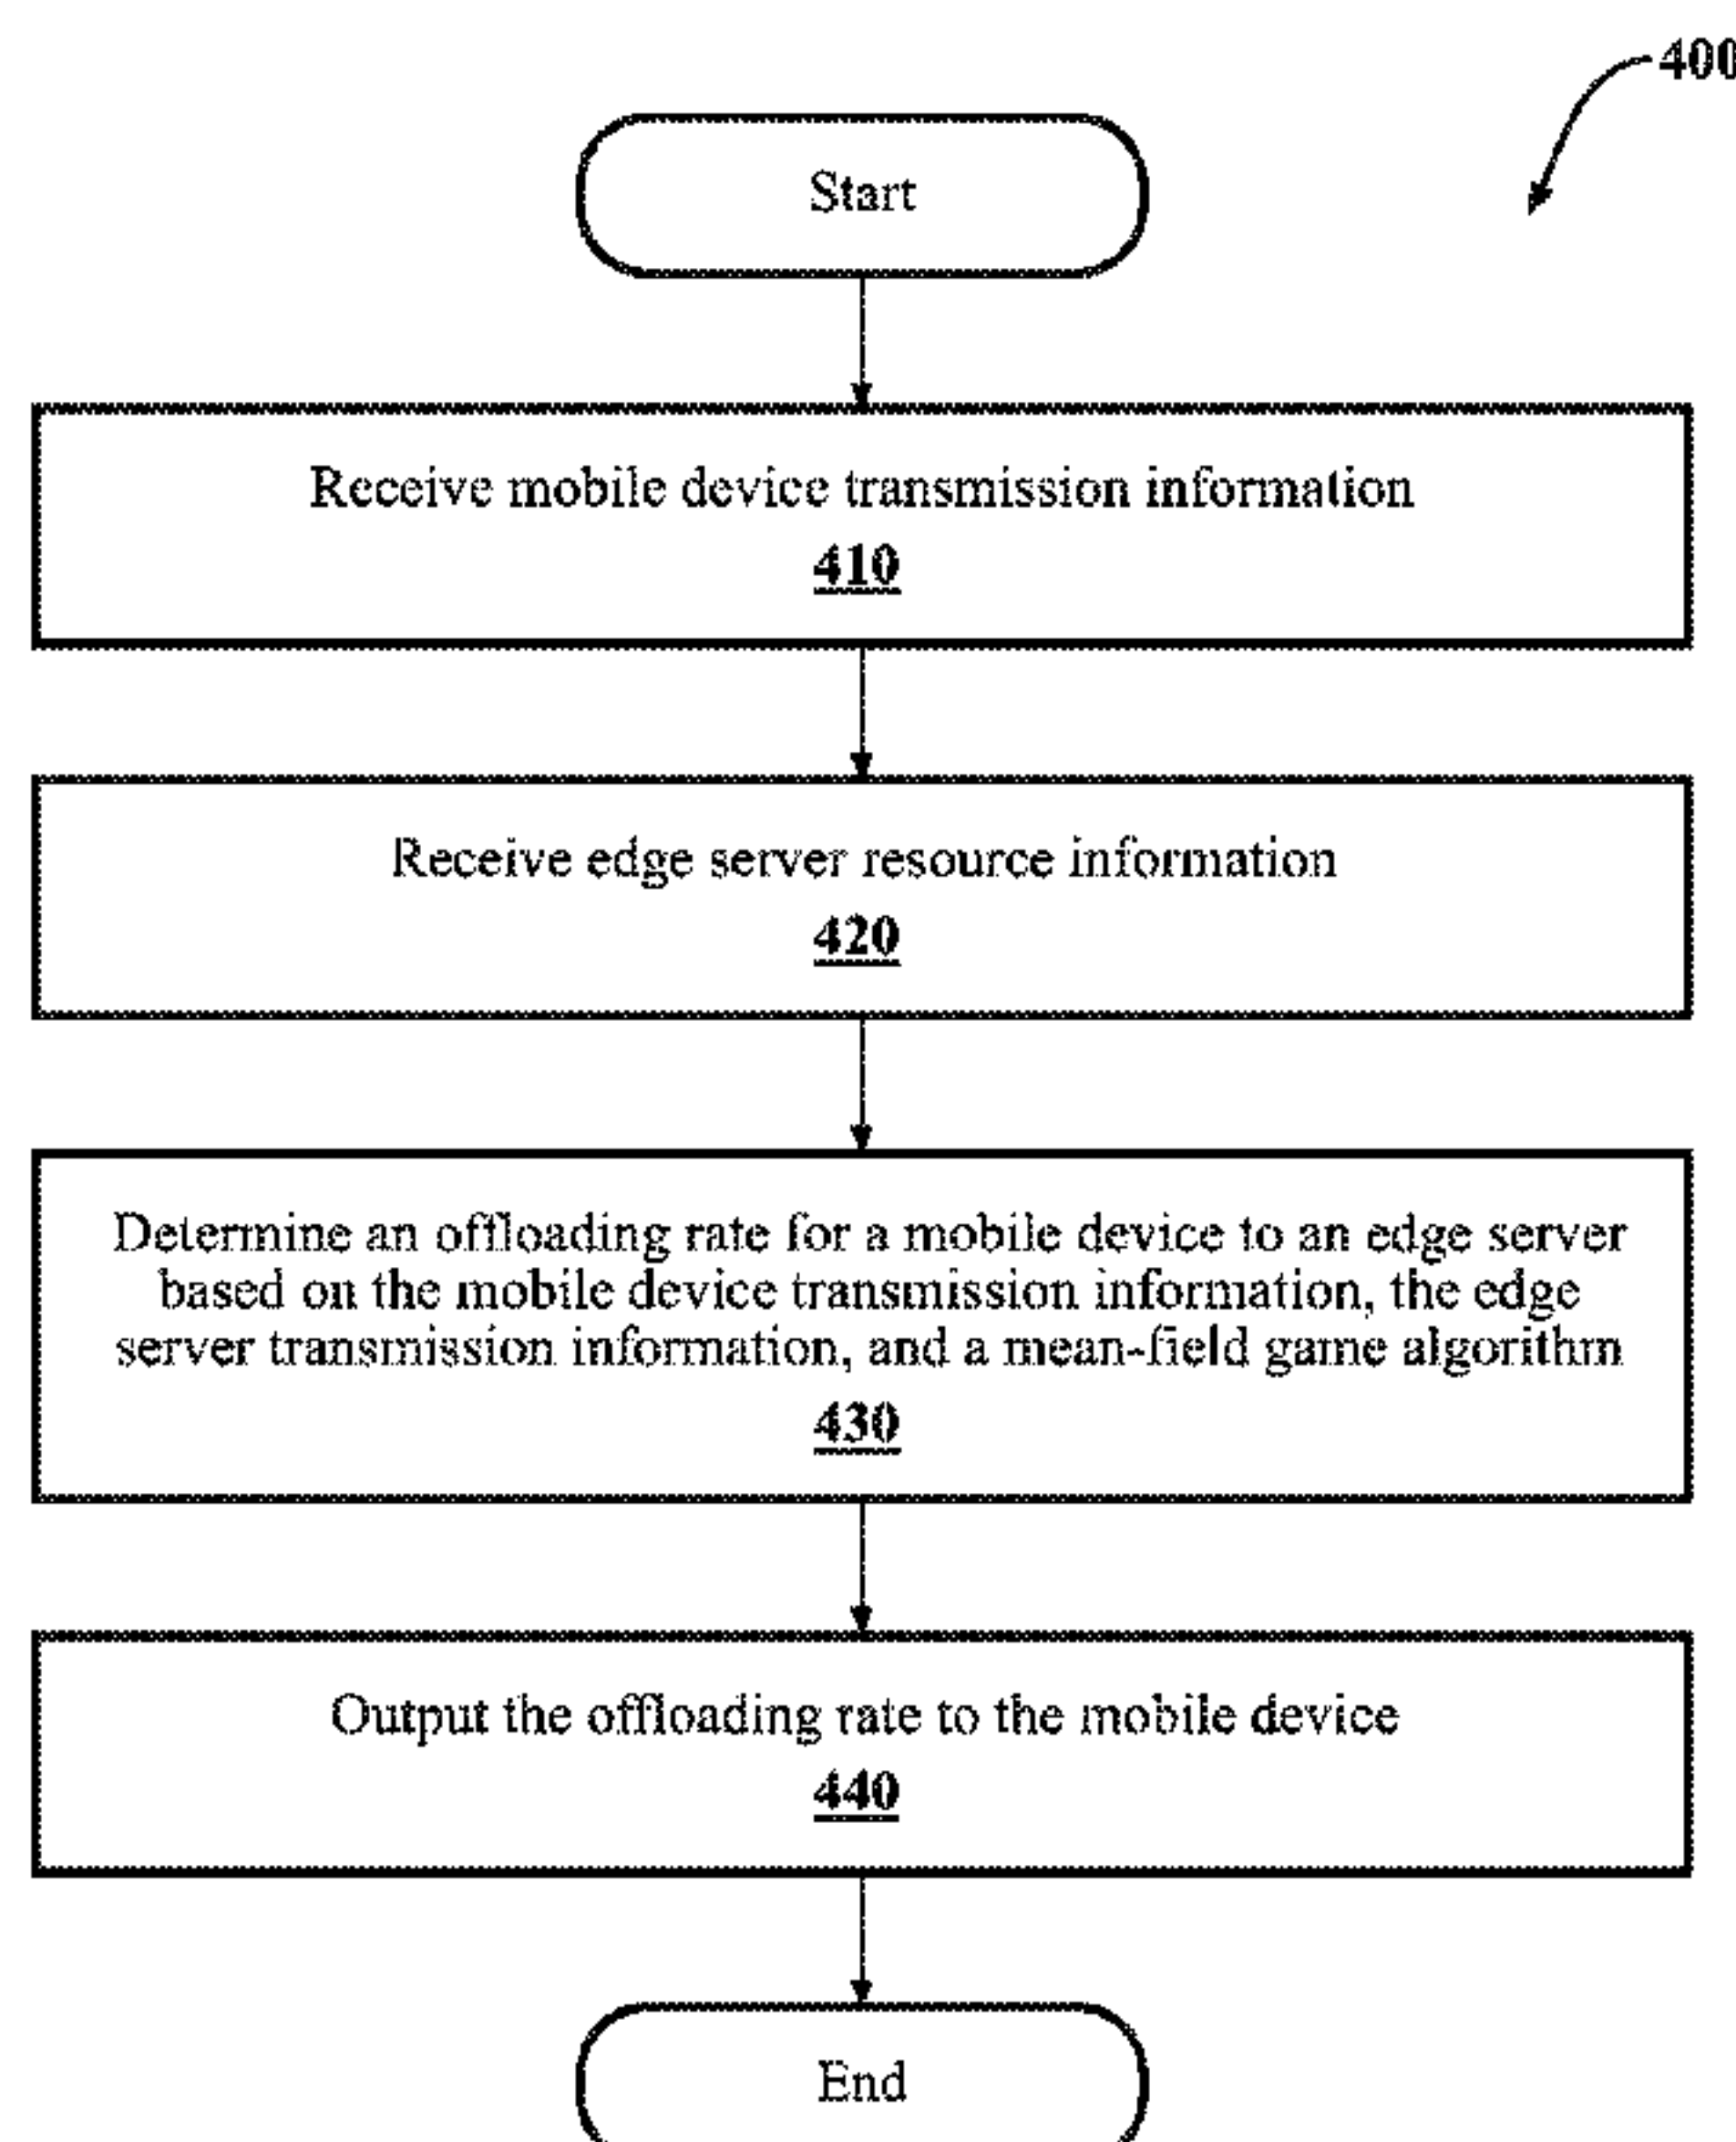 400
Start
Receive mobile device transmission information
410
Receive edge server resource information
420
Determine an offloading rate for a mobile device to an edge server
based on the mobile device transmission information, the edge
server transmission information, and a mean-field game algorithm
430
Output the offloading rate to the mobile device
440
End